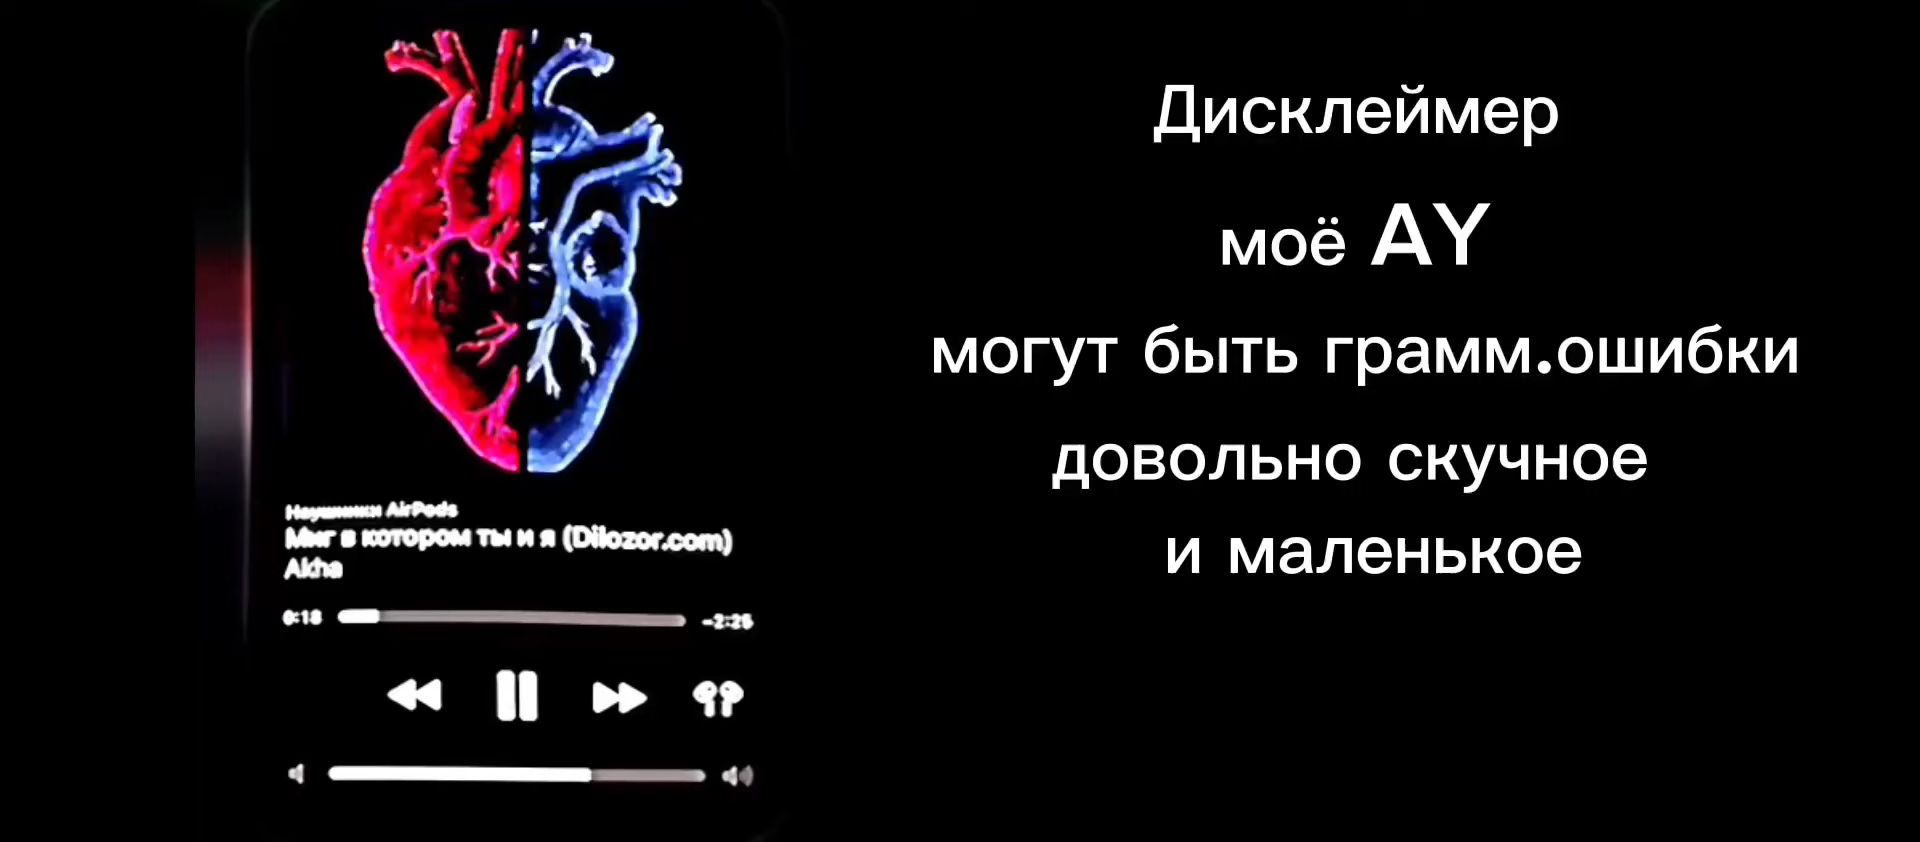 Наушники AirPods
Миг в котором ты и я (Dilozor.com)
Akha
0:18
-2:25
Дисклеймер
моё AY
могут быть грамм.ошибки
довольно скучное
и маленькое